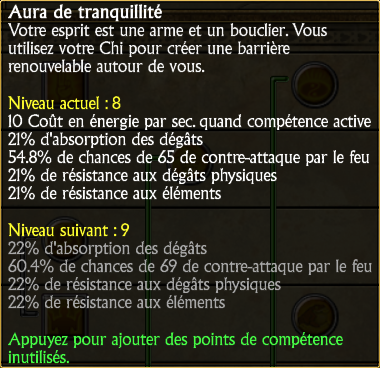 Aura de tranquillité
Votre esprit est une arme et un bouclier. Vous
utilisez votre Chi pour créer une barrière
renouvelable autour de vous.
Niveau actuel : 8
10 Coût en énergie par sec. quand compétence active
21% d'absorption des dégâts
54.8% de chances de 65 de contre-attaque par le feu
21% de résistance aux dégâts physiques
21% de résistance aux éléments
Niveau suivant : 9
22% d'absorption des dégâts
60.4% de chances de 69 de contre-attaque par le feu
22% de résistance aux dégâts physiques
22% de résistance aux éléments
Appuyez pour ajouter des points de compétence
inutilisés.